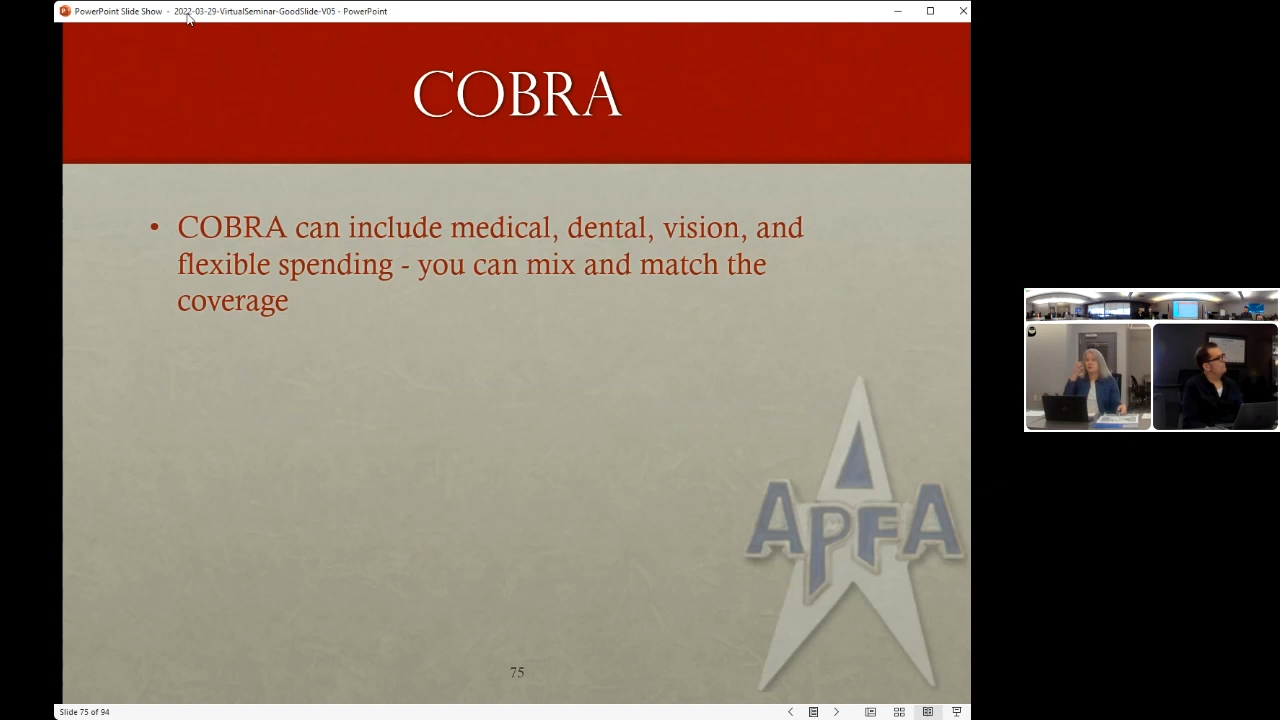 PowerPoint Slide Show - 2022-03-29-VirtualSeminar-GoodSlide-V05 - PowerPoint
COBRA
• COBRA can include medical, dental, vision, and
flexible spending - you can mix and match the
coverage
APFA
75
Slide 75 of 94